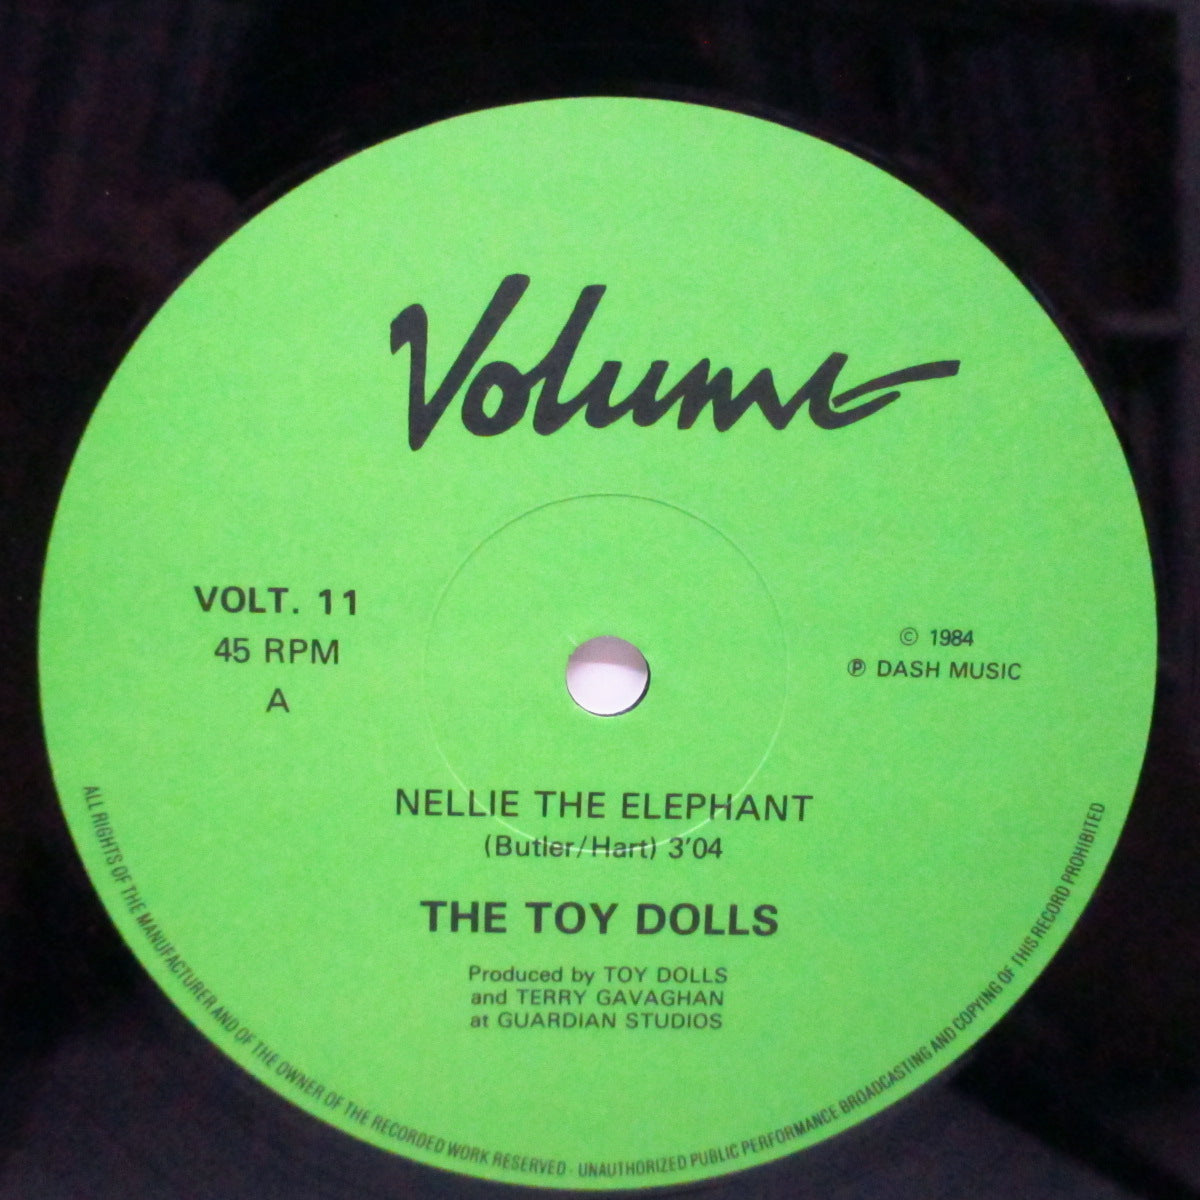 Volume
VOLT. 11
45 RPM
A
© 1984
℗ DASH MUSIC
NELLIE THE ELEPHANT
(Butler/Hart) 3'04
THE TOY DOLLS
Produced by TOY DOLLS
and TERRY GAVAGHAN
at GUARDIAN STUDIOS
ALL RIGHTS OF THE MANUFACTURER AND OF THE OWNER OF THE RECORDED WORK RESERVED · UNAUTHORIZED PUBLIC PERFORMANCE BROADCASTING AND COPYING OF THIS RECORD PROHIBITED